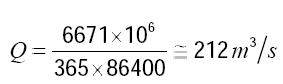 Q = 6671×10⁶ / 365×86400 ≅ 212 m³/s